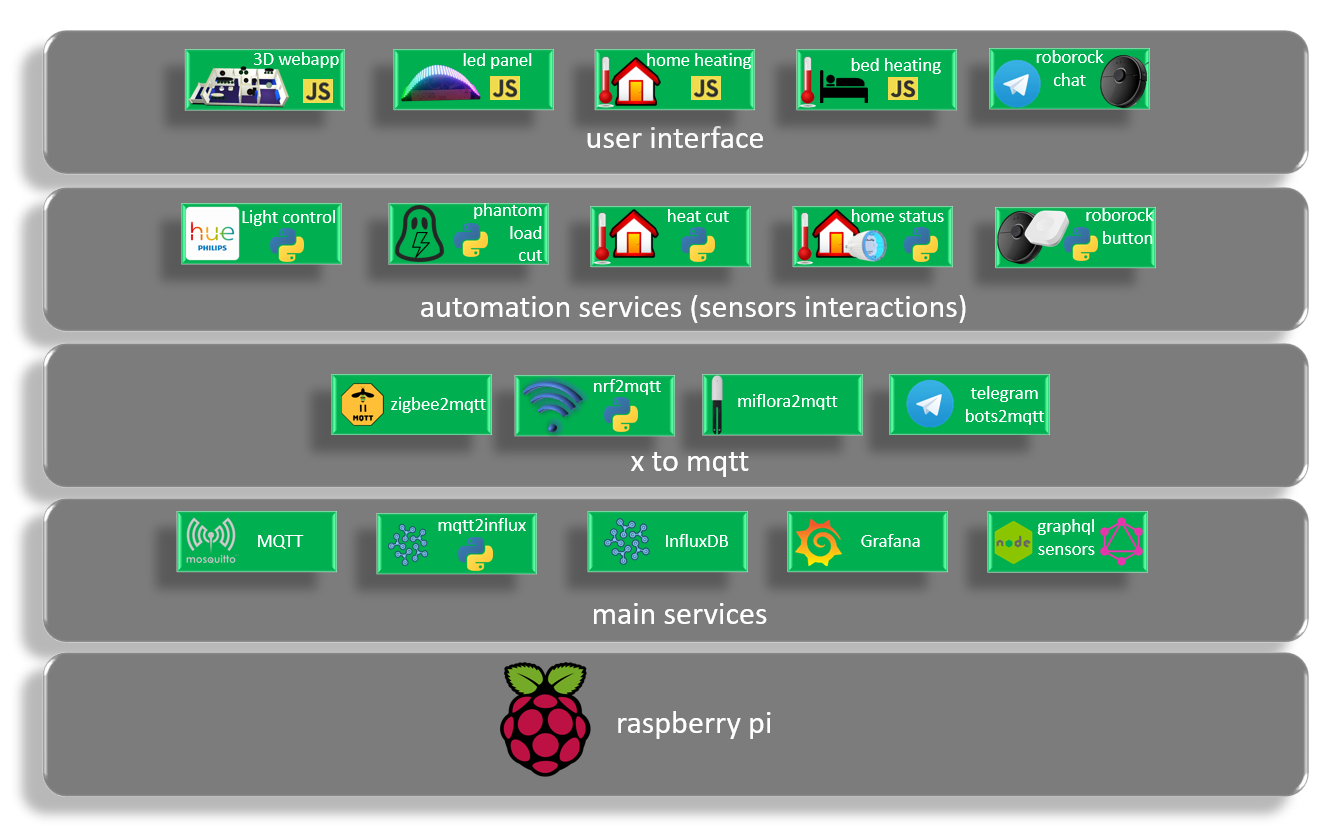 3D webapp
JS
led panel
JS
home heating
JS
bed heating
JS
roborock
chat
user interface
hue
PHILIPS
Light control
phantom
load
cut
heat cut
home status
roborock
button
automation services (sensors interactions)
MQTT
zigbee2mqtt
nrf2mqtt
miflora2mqtt
telegram
bots2mqtt
x to mqtt
mosquitto
MQTT
mqtt2influx
InfluxDB
Grafana
node
graphql
sensors
main services
raspberry pi